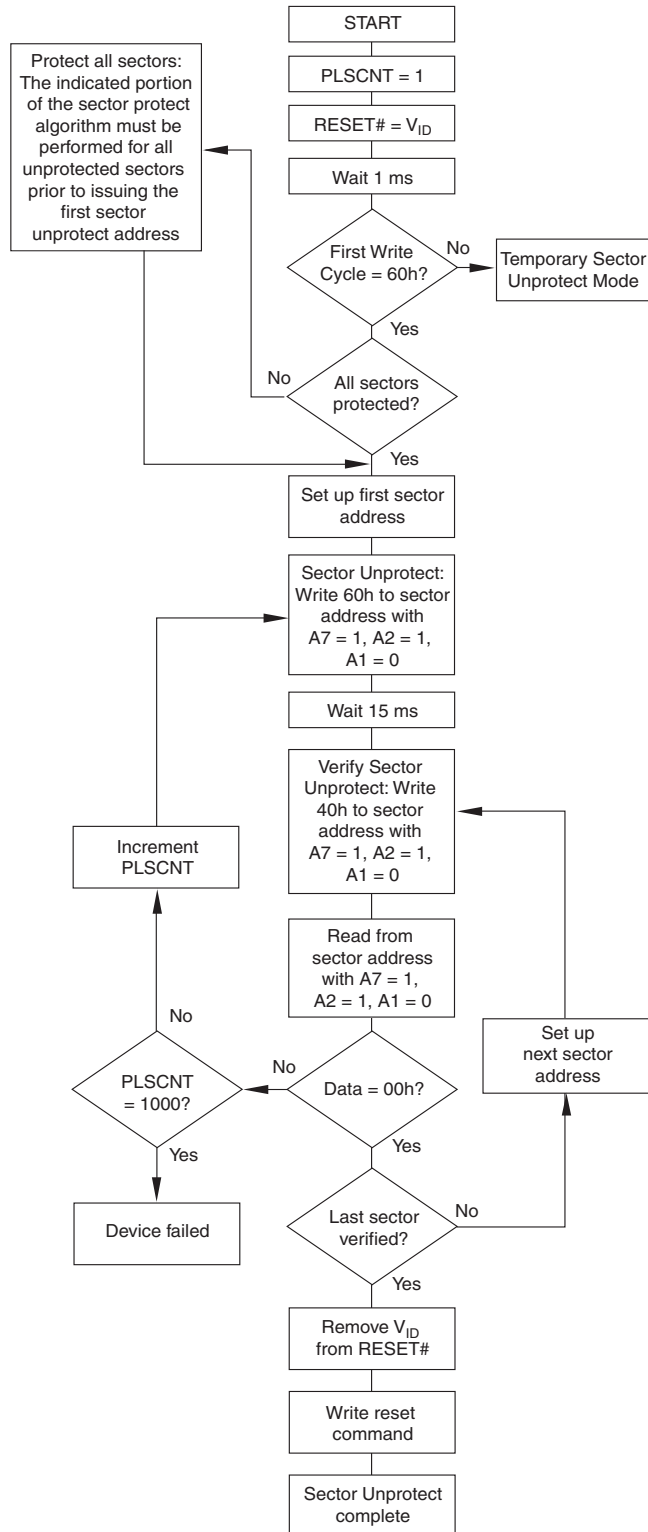 START
PLSCNT = 1
RESET# = VID
Wait 1 ms
Protect all sectors:
The indicated portion
of the sector protect
algorithm must be
performed for all
unprotected sectors
prior to issuing the
first sector
unprotect address
First Write
Cycle = 60h?
No
Temporary Sector
Unprotect Mode
Yes
All sectors
protected?
No
Yes
Set up first sector
address
Sector Unprotect:
Write 60h to sector
address with
A7 = 1, A2 = 1,
A1 = 0
Wait 15 ms
Verify Sector
Unprotect: Write
40h to sector
address with
A7 = 1, A2 = 1,
A1 = 0
Increment
PLSCNT
Read from
sector address
with A7 = 1,
A2 = 1, A1 = 0
No
Set up
next sector
address
PLSCNT
= 1000?
No
Data = 00h?
Yes
Yes
Device failed
Last sector
verified?
No
Yes
Remove VID
from RESET#
Write reset
command
Sector Unprotect
complete